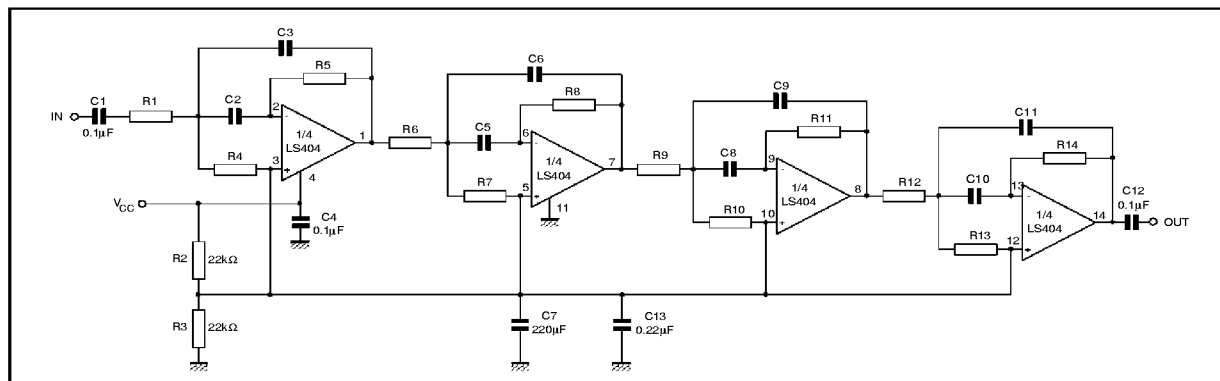 C3
R5
C1
R1
C2
IN
0.1µF
2
-
1/4
LS404
1
R4
3
+
4
VCC
C4
0.1µF
R2
22kΩ
R3
22kΩ
C6
R8
R6
C5
6
-
1/4
LS404
7
R7
5
+
11
C7
220µF
C13
0.22µF
C9
R11
R9
C8
9
-
1/4
LS404
8
R10
10
+
C11
R14
R12
C10
13
-
1/4
LS404
14
C12
0.1µF
OUT
R13
12
+